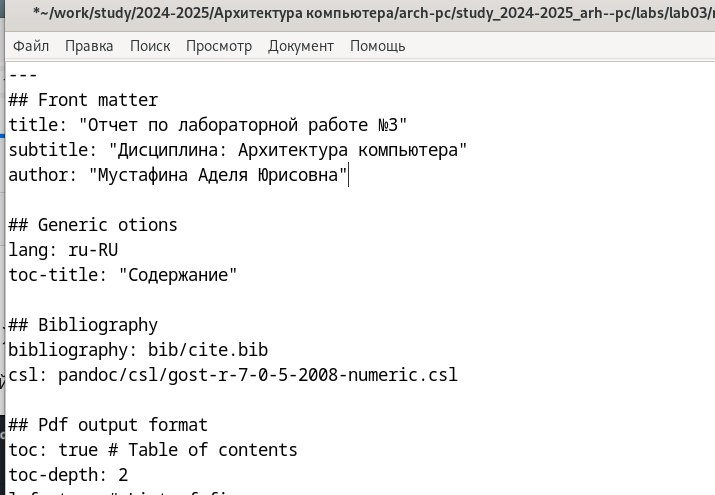 *~/work/study/2024-2025/Архитектура компьютера/arch-pc/study_2024-2025_arh--pc/labs/lab03/
Файл Правка Поиск Просмотр Документ Помощь
---
## Front matter
title: "Отчет по лабораторной работе №3"
subtitle: "Дисциплина: Архитектура компьютера"
author: "Мустафина Аделя Юрисовна"
## Generic otions
lang: ru-RU
toc-title: "Содержание"
## Bibliography
bibliography: bib/cite.bib
csl: pandoc/csl/gost-r-7-0-5-2008-numeric.csl
## Pdf output format
toc: true # Table of contents
toc-depth: 2